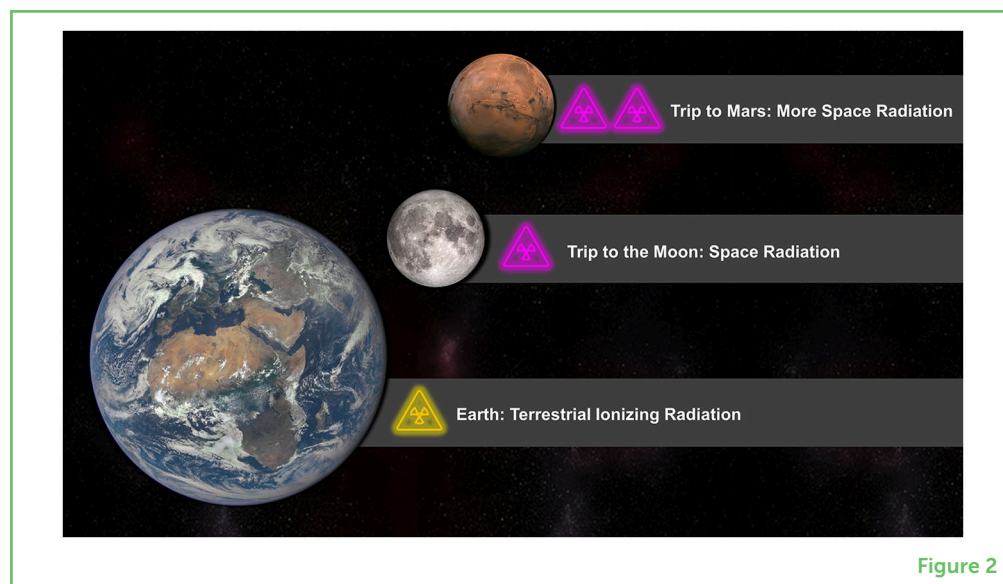 Trip to Mars: More Space Radiation
Trip to the Moon: Space Radiation
Earth: Terrestrial Ionizing Radiation
Figure 2